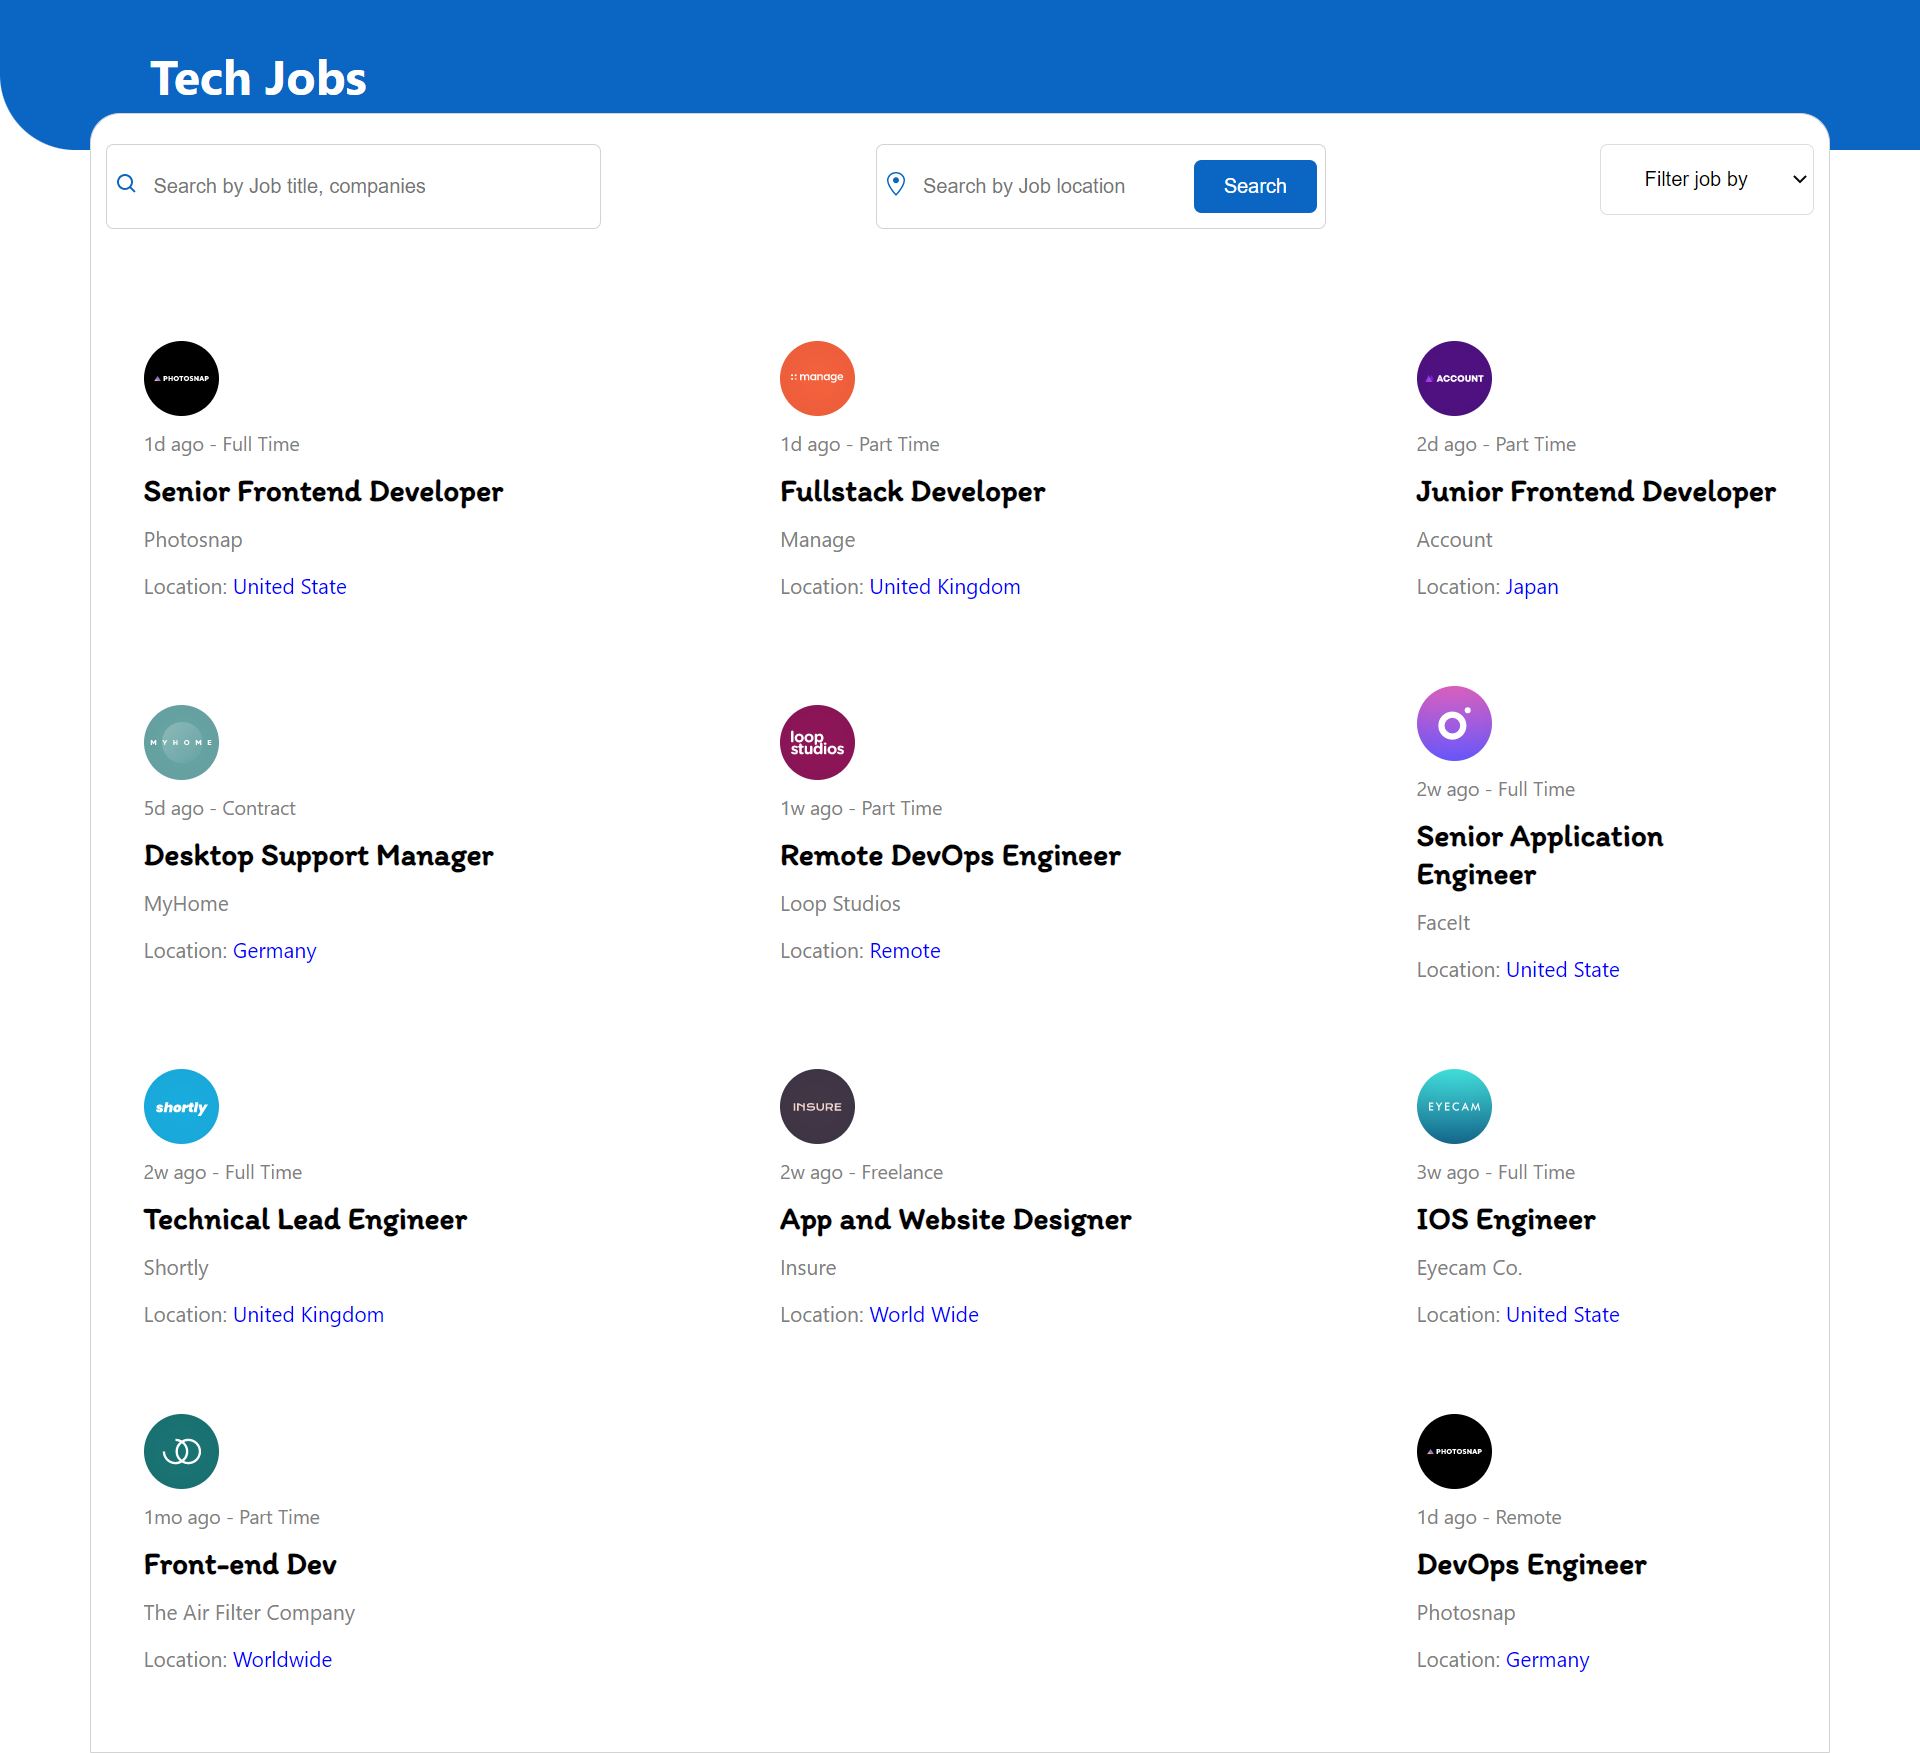 Tech Jobs
Search by Job title, companies
Search by Job location
Search
Filter job by
PHOTOSNAP
1d ago - Full Time
Senior Frontend Developer
Photosnap
Location: United State
:: manage
1d ago - Part Time
Fullstack Developer
Manage
Location: United Kingdom
ACCOUNT
2d ago - Part Time
Junior Frontend Developer
Account
Location: Japan
MYHOME
5d ago - Contract
Desktop Support Manager
MyHome
Location: Germany
loop
studios
1w ago - Part Time
Remote DevOps Engineer
Loop Studios
Location: Remote
2w ago - Full Time
Senior Application
Engineer
FaceIt
Location: United State
shortly
2w ago - Full Time
Technical Lead Engineer
Shortly
Location: United Kingdom
INSURE
2w ago - Freelance
App and Website Designer
Insure
Location: World Wide
EYECAM
3w ago - Full Time
IOS Engineer
Eyecam Co.
Location: United State
1mo ago - Part Time
Front-end Dev
The Air Filter Company
Location: Worldwide
PHOTOSNAP
1d ago - Remote
DevOps Engineer
Photosnap
Location: Germany